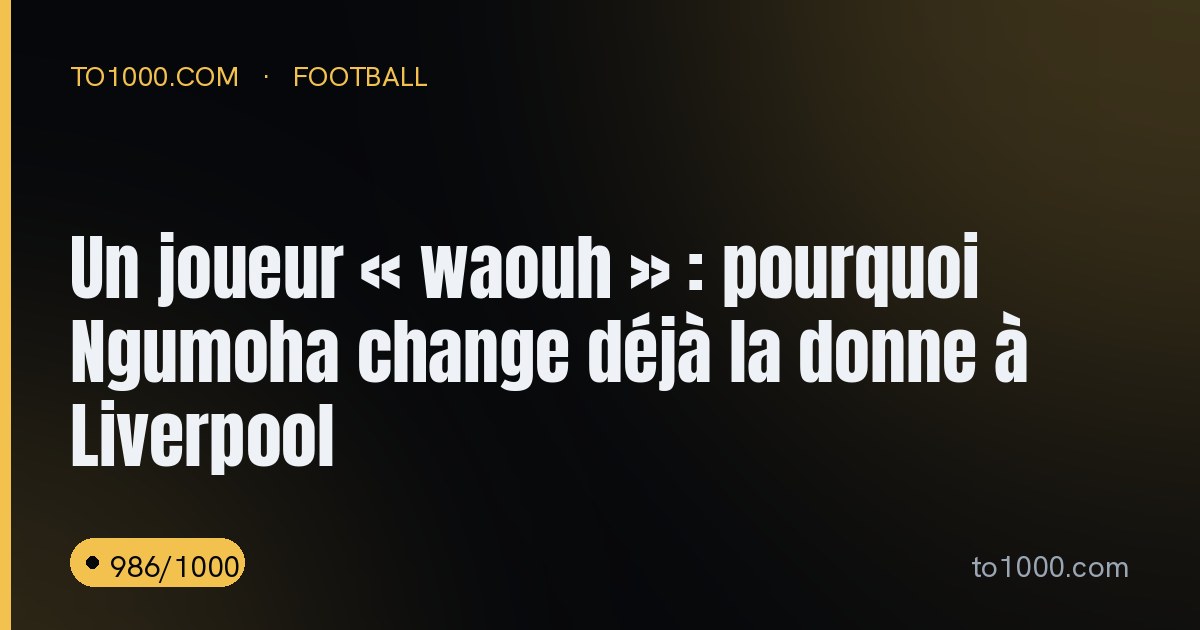 TO1000.COM · FOOTBALL
Un joueur « waouh » : pourquoi
Ngumoha change déjà la donne à
Liverpool
986/1000
to1000.com